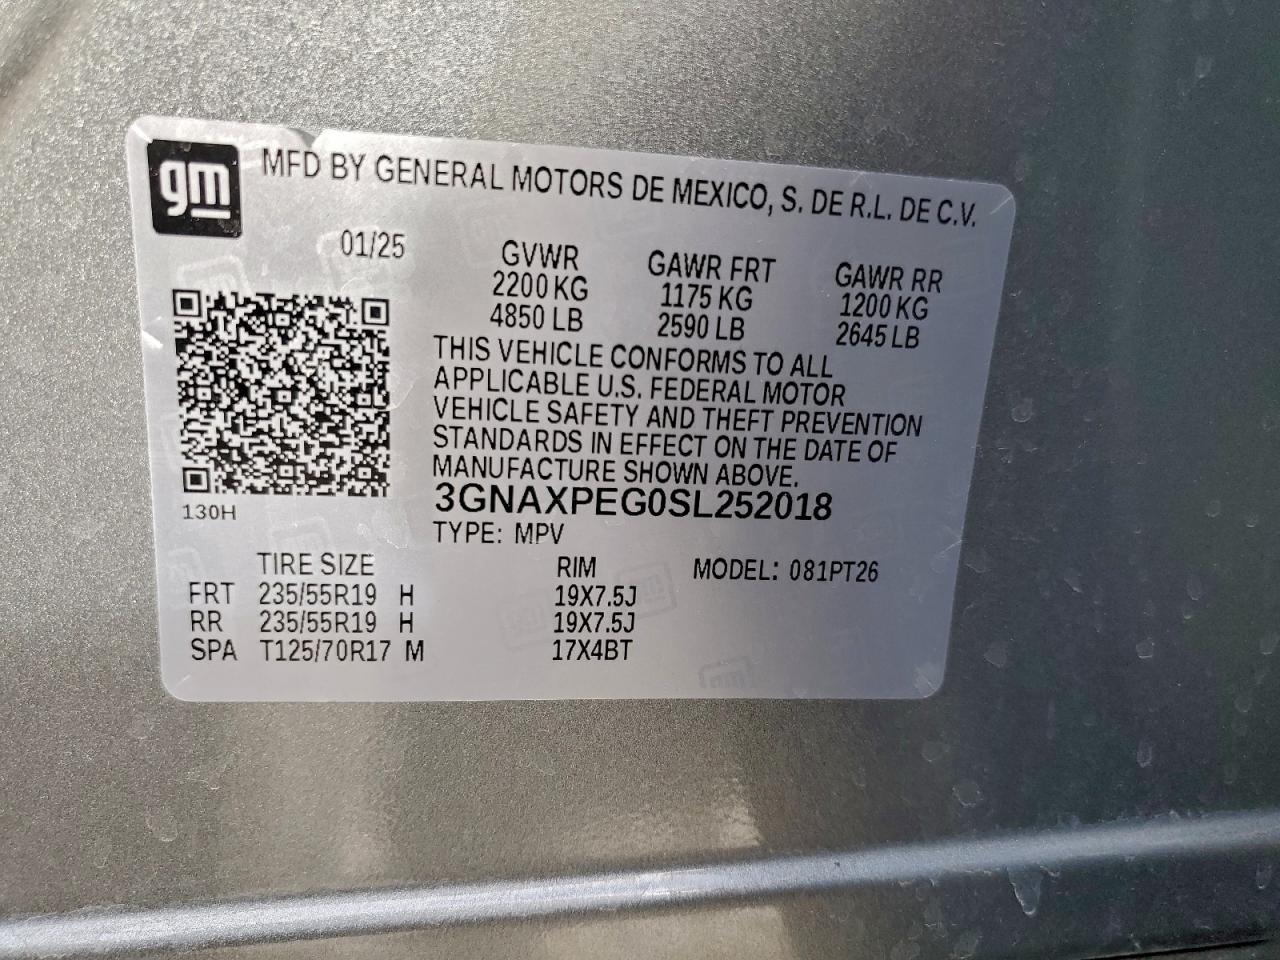 gm MFD BY GENERAL MOTORS DE MEXICO, S. DE R.L. DE C.V.
01/25
GVWR GAWR FRT GAWR RR
2200 KG 1175 KG 1200 KG
4850 LB 2590 LB 2645 LB
THIS VEHICLE CONFORMS TO ALL
APPLICABLE U.S. FEDERAL MOTOR
VEHICLE SAFETY AND THEFT PREVENTION
STANDARDS IN EFFECT ON THE DATE OF
MANUFACTURE SHOWN ABOVE.
3GNAXPEG0SL252018
130H
TYPE: MPV
TIRE SIZE RIM MODEL: 081PT26
FRT 235/55R19 H 19X7.5J
RR 235/55R19 H 19X7.5J
SPA T125/70R17 M 17X4BT